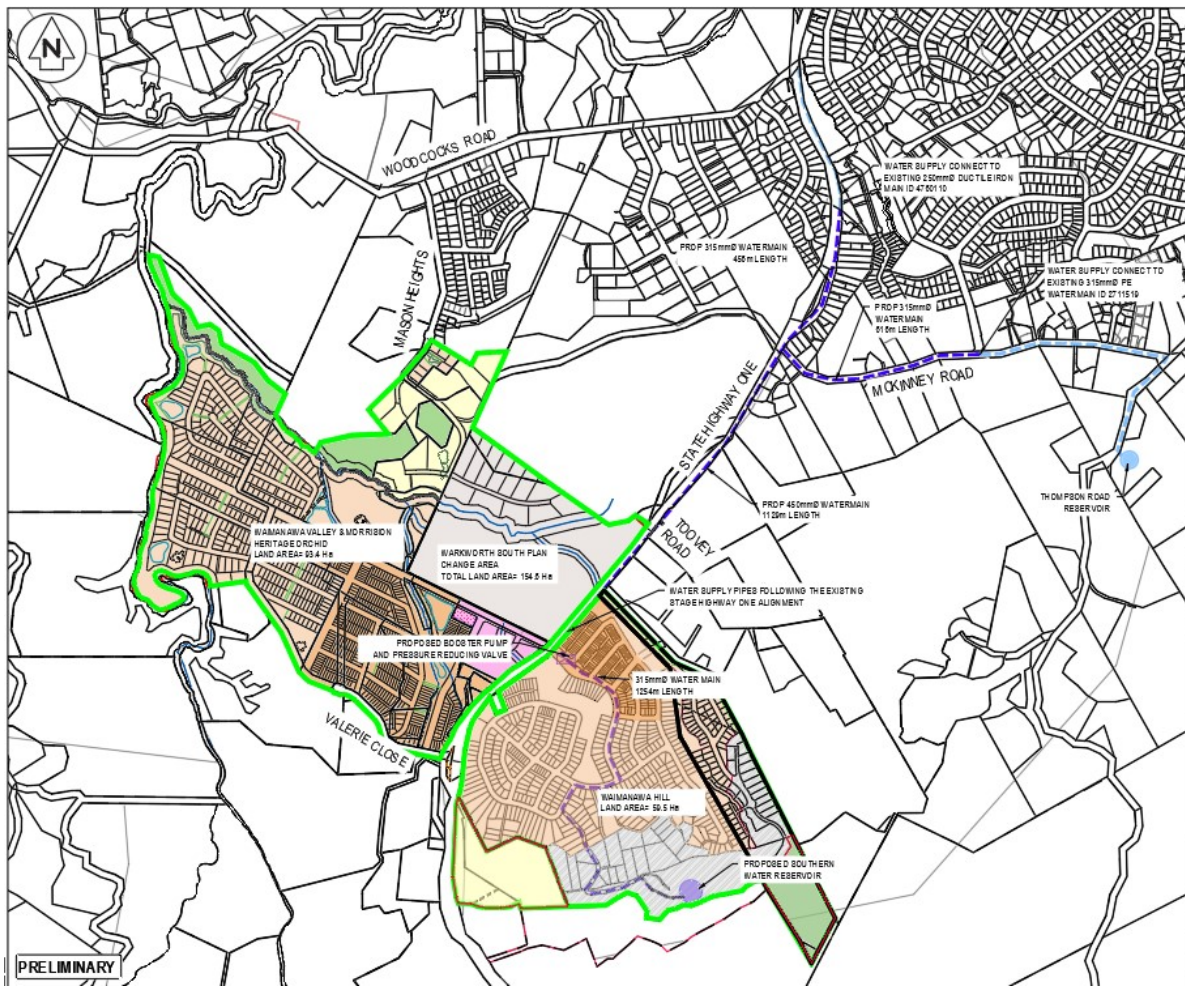 N
WOODCOCKS ROAD
WATER SUPPLY CONNECT TO
EXISTING 250mmØ DUCTILE IRON
MAIN ID 4760110
MASON HEIGHTS
PROP 315mmØ WATERMAIN
456m LENGTH
WATER SUPPLY CONNECT TO
EXISTING 315mmØ PE
WATERMAIN ID 2711519
PROP 315mmØ
WATERMAIN
616m LENGTH
MCKINNEY ROAD
STATE HIGHWAY ONE
THOMPSON ROAD
RESERVOIR
PROP 450mmØ WATERMAIN
1129m LENGTH
TOOVEY
ROAD
WAIMANAWA VALLEY & MORRISION
HERITAGE ORCHID
LAND AREA= 93.4 Ha
WARKWORTH SOUTH PLAN
CHANGE AREA
TOTAL LAND AREA= 154.5 Ha
WATER SUPPLY PIPES FOLLOWING THE EXISTING
STAGE HIGHWAY ONE ALIGNMENT
PROPOSED BOOSTER PUMP
AND PRESSURE REDUCING VALVE
315mmØ WATER MAIN
1254m LENGTH
VALERIE CLOSE
WAIMANAWA HILL
LAND AREA= 59.5 Ha
PROPOSED SOUTHERN
WATER RESERVOIR
PRELIMINARY